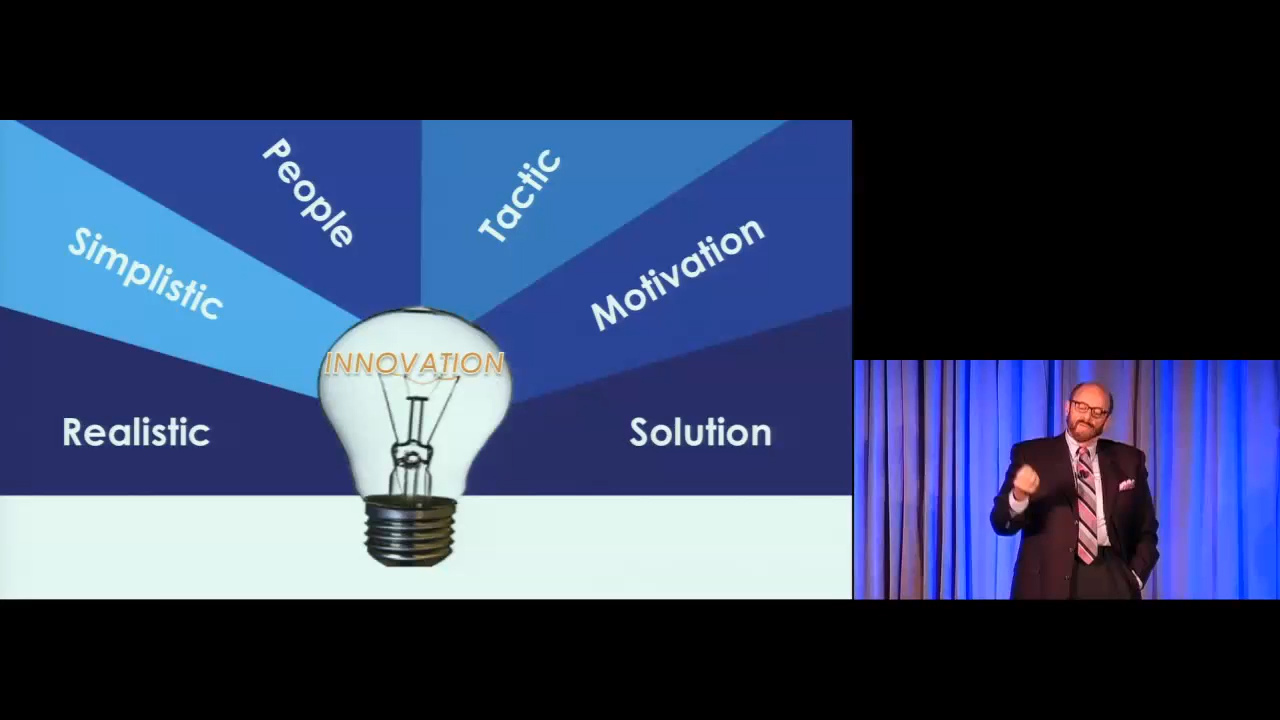 People
Tactic
Simplistic
Motivation
INNOVATION
Realistic
Solution